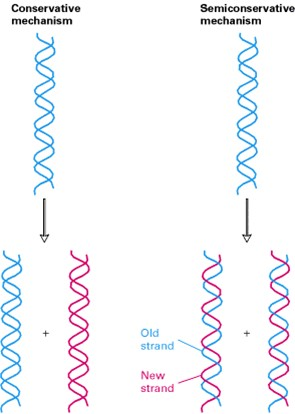 Conservative
mechanism
Semiconservative
mechanism
+
+
Old
strand
New
strand